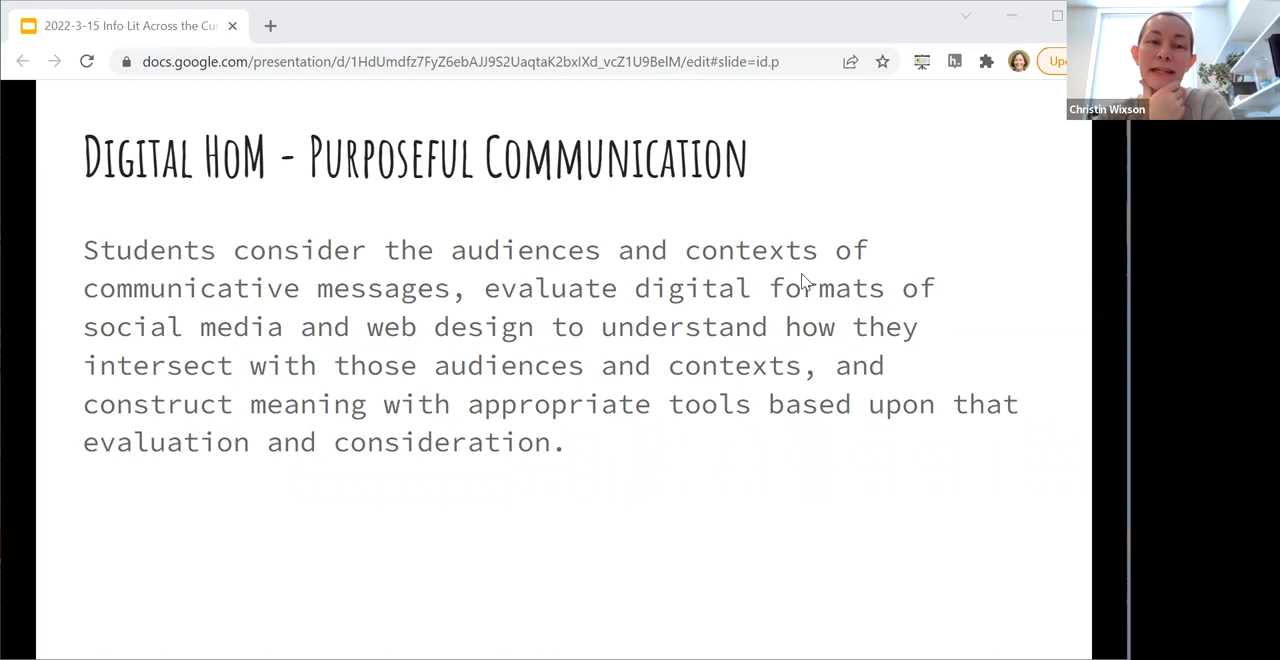 2022-3-15 Info Lit Across the Cu
docs.google.com/presentation/d/1HdUmdfz7FyZ6ebAJJ9S2UaqtaK2bxlXd_vcZ1U9BelM/edit#slide=id.p
Up
Christin Wixson
Digital HoM - Purposeful Communication
Students consider the audiences and contexts of
communicative messages, evaluate digital formats of
social media and web design to understand how they
intersect with those audiences and contexts, and
construct meaning with appropriate tools based upon that
evaluation and consideration.